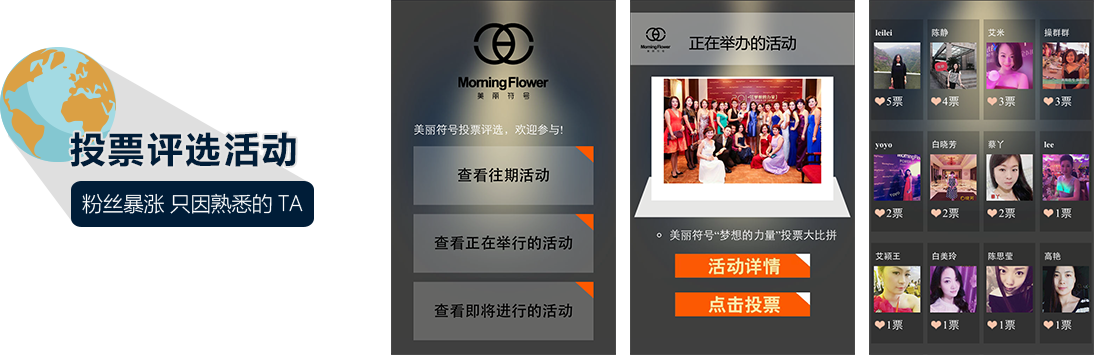 投票评选活动
粉丝暴涨 只因熟悉的 TA
Morning Flower
美丽符号
美丽符号投票评选，欢迎参与!
查看往期活动
查看正在举行的活动
查看即将进行的活动
Morning Flower
正在举办的活动
美丽符号“梦想的力量”投票大比拼
活动详情
点击投票
leilei 陈静 艾米 操群群
5票 4票 3票 3票
yoyo 白晓芳 蔡丫 lee
2票 2票 2票 1票
艾颖王 白美玲 陈思莹 高艳
1票 1票 1票 1票